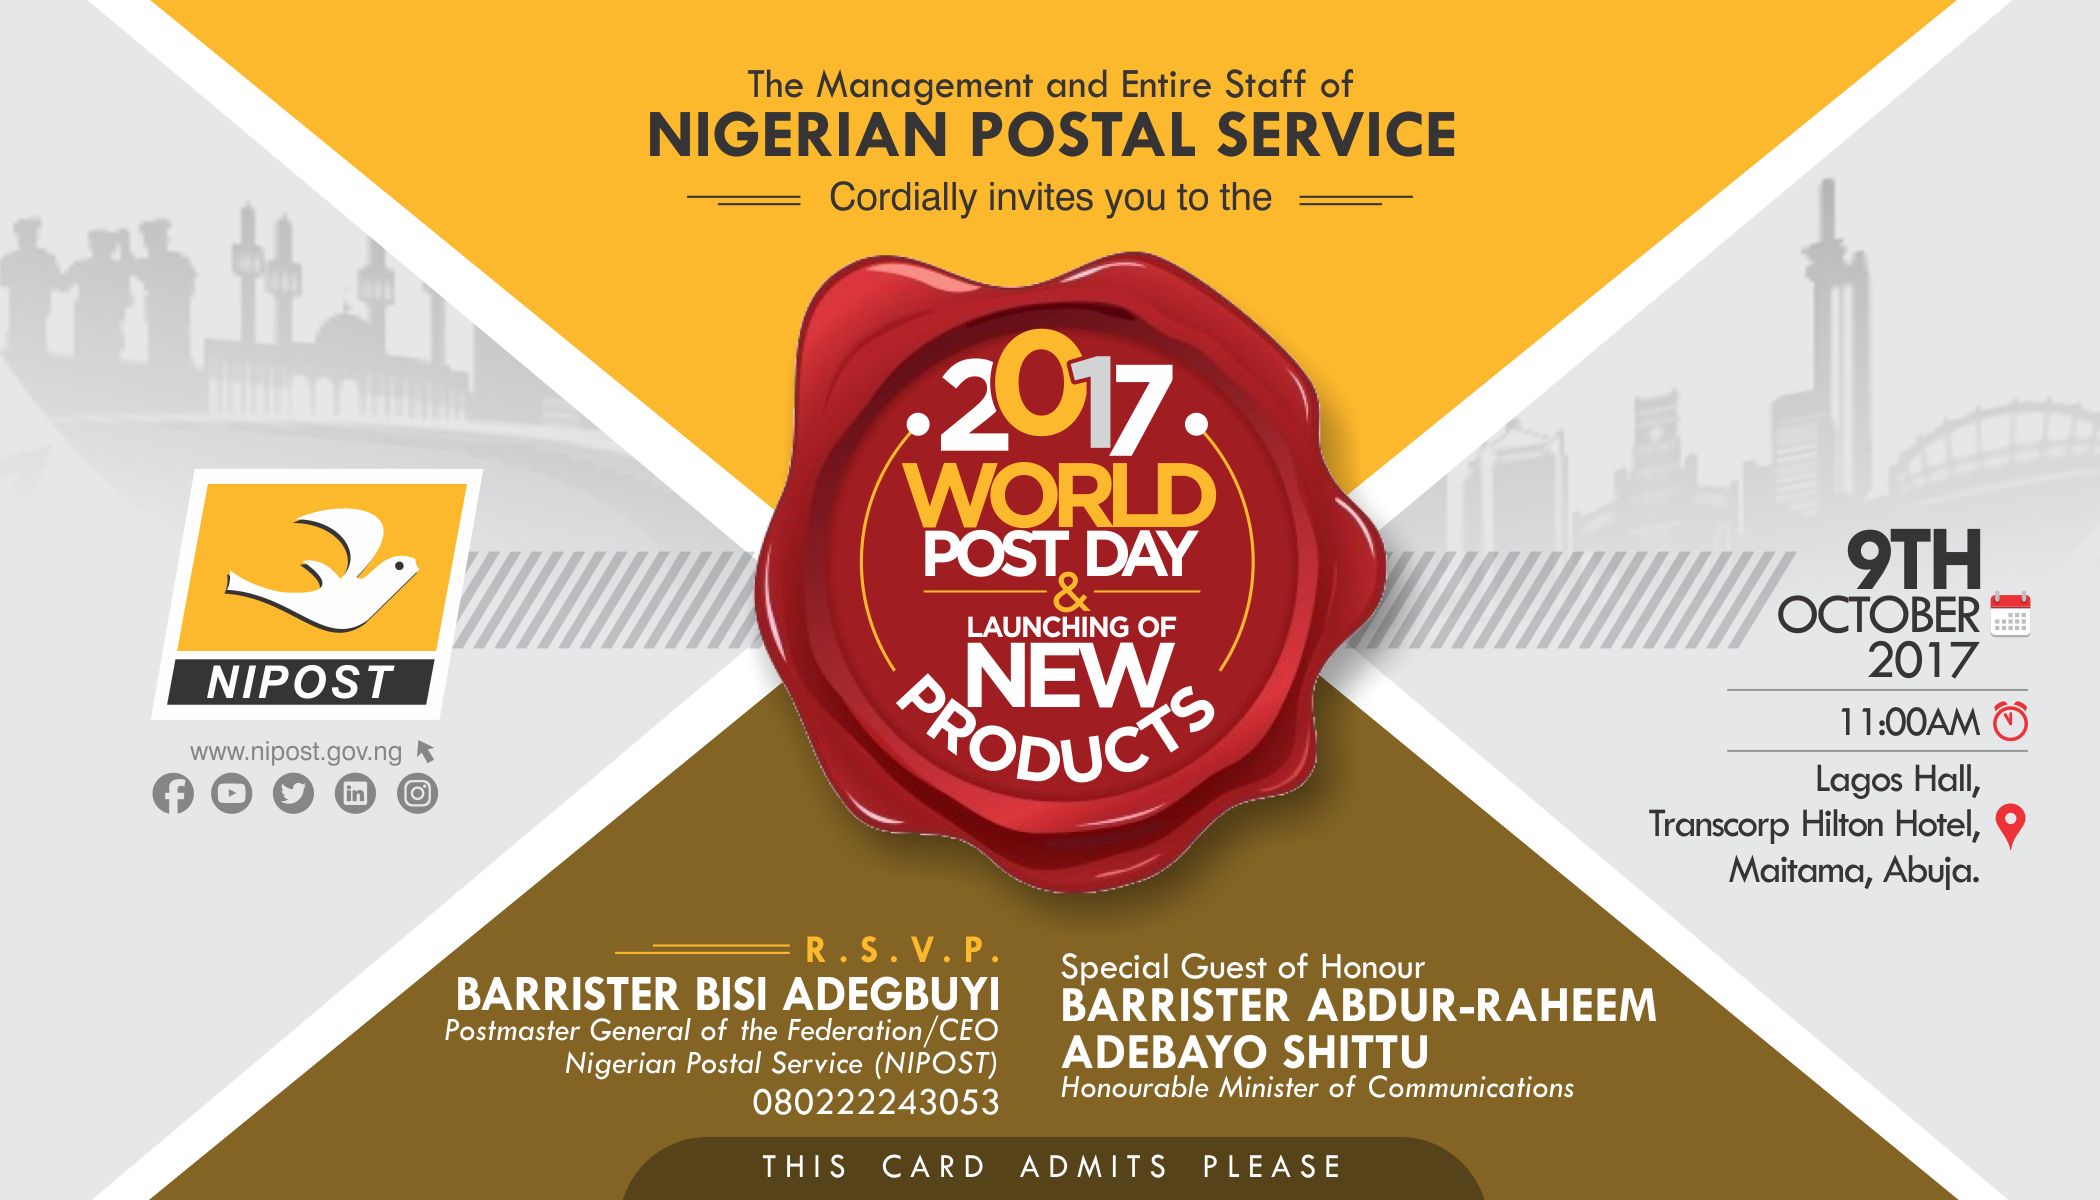 The Management and Entire Staff of
NIGERIAN POSTAL SERVICE
Cordially invites you to the
2017
WORLD
POST DAY
&
LAUNCHING OF
NEW
PRODUCTS
NIPOST
www.nipost.gov.ng
9TH
OCTOBER
2017
11:00AM
Lagos Hall,
Transcorp Hilton Hotel,
Maitama, Abuja.
R.S.V.P.
BARRISTER BISI ADEGBUYI
Postmaster General of the Federation/CEO
Nigerian Postal Service (NIPOST)
080222243053
Special Guest of Honour
BARRISTER ABDUR-RAHEEM
ADEBAYO SHITTU
Honourable Minister of Communications
THIS CARD ADMITS PLEASE